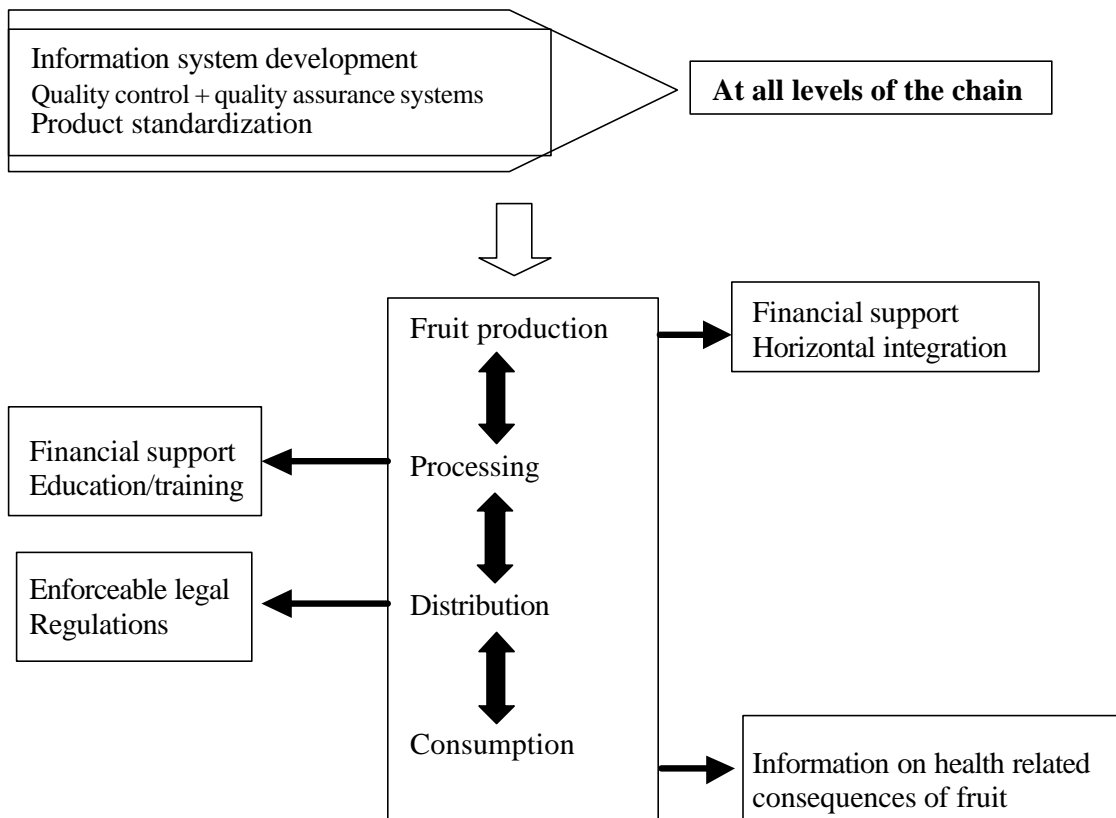 Information system development
Quality control + quality assurance systems
Product standardization
At all levels of the chain
Fruit production
Financial support
Horizontal integration
Financial support
Education/training
Processing
Enforceable legal
Regulations
Distribution
Consumption
Information on health related
consequences of fruit